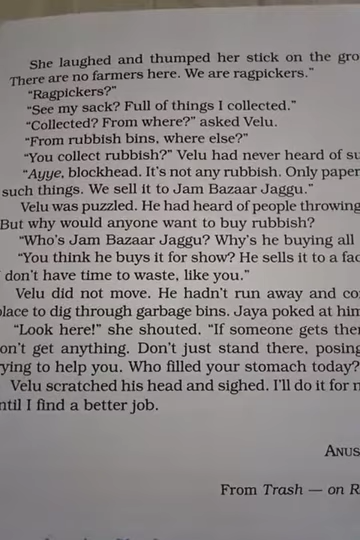 She laughed and thumped her stick on the gro
There are no farmers here. We are ragpickers."
"Ragpickers?"
"See my sack? Full of things I collected."
"Collected? From where?" asked Velu.
"From rubbish bins, where else?"
"You collect rubbish?" Velu had never heard of su
"Ayye, blockhead. It's not any rubbish. Only paper
such things. We sell it to Jam Bazaar Jaggu."
Velu was puzzled. He had heard of people throwing
But why would anyone want to buy rubbish?
"Who's Jam Bazaar Jaggu? Why's he buying all
"You think he buys it for show? He sells it to a fac
don't have time to waste, like you."
Velu did not move. He hadn't run away and co
place to dig through garbage bins. Jaya poked at him
"Look here!" she shouted. "If someone gets ther
on't get anything. Don't just stand there, posing
rying to help you. Who filled your stomach today?
Velu scratched his head and sighed. I'll do it for n
ntil I find a better job.
ANUS
From Trash — on R